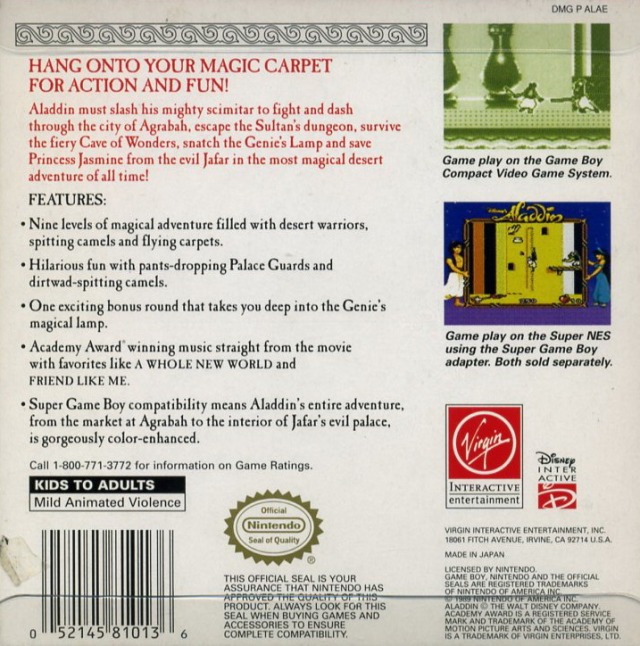 DMG P ALAE
HANG ONTO YOUR MAGIC CARPET
FOR ACTION AND FUN!
Aladdin must slash his mighty scimitar to fight and dash
through the city of Agrabah, escape the Sultan's dungeon, survive
the fiery Cave of Wonders, snatch the Genie's Lamp and save
Princess Jasmine from the evil Jafar in the most magical desert
adventure of all time!
FEATURES:
• Nine levels of magical adventure filled with desert warriors,
spitting camels and flying carpets.
• Hilarious fun with pants-dropping Palace Guards and
dirtwad-spitting camels.
• One exciting bonus round that takes you deep into the Genie's
magical lamp.
• Academy Award® winning music straight from the movie
with favorites like A WHOLE NEW WORLD and
FRIEND LIKE ME.
• Super Game Boy compatibility means Aladdin's entire adventure,
from the market at Agrabah to the interior of Jafar's evil palace,
is gorgeously color-enhanced.
Call 1-800-771-3772 for information on Game Ratings.
KIDS TO ADULTS
Mild Animated Violence
0 52145 81013 6
Official
Nintendo
Seal of Quality
®
THIS OFFICIAL SEAL IS YOUR
ASSURANCE THAT NINTENDO HAS
APPROVED THE QUALITY OF THIS
PRODUCT. ALWAYS LOOK FOR THIS
SEAL WHEN BUYING GAMES AND
ACCESSORIES TO ENSURE
COMPLETE COMPATIBILITY.
Game play on the Game Boy
Compact Video Game System.
Disney's
Aladdin
Game play on the Super NES
using the Super Game Boy
adapter. Both sold separately.
Virgin
INTERACTIVE
entertainment
DISNEY
INTER
ACTIVE
VIRGIN INTERACTIVE ENTERTAINMENT, INC.
18061 FITCH AVENUE, IRVINE, CA 92714 U.S.A.
MADE IN JAPAN
LICENSED BY NINTENDO.
GAME BOY, NINTENDO AND THE OFFICIAL
SEALS ARE REGISTERED TRADEMARKS
OF NINTENDO OF AMERICA INC.
© 1989 NINTENDO OF AMERICA INC.
ALADDIN © THE WALT DISNEY COMPANY.
ACADEMY AWARD IS A REGISTERED SERVICE
MARK AND TRADEMARK OF THE ACADEMY OF
MOTION PICTURE ARTS AND SCIENCES. VIRGIN
IS A TRADEMARK OF VIRGIN ENTERPRISES, LTD.